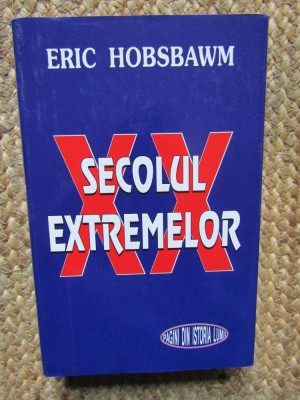 ERIC HOBSBAWM
XX
SECOLUL
EXTREMELOR
PAGINI DIN ISTORIA LUMII